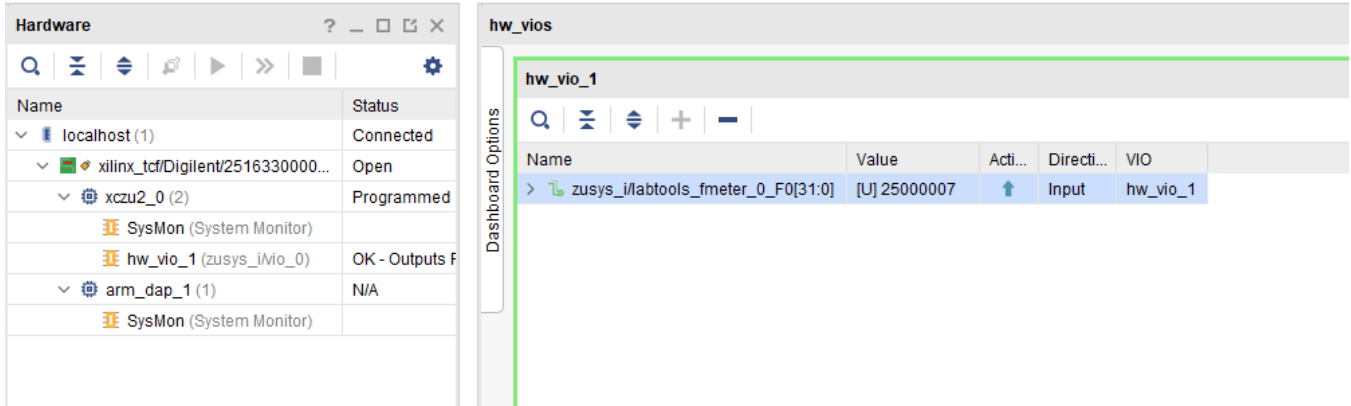 Hardware
?
Name Status
localhost (1) Connected
xilinx_tcf/Digilent/2516330000... Open
xczu2_0 (2) Programmed
SysMon (System Monitor)
hw_vio_1 (zusys_i/vio_0) OK - Outputs F
arm_dap_1 (1) N/A
SysMon (System Monitor)
hw_vios
Dashboard Options
hw_vio_1
Name Value Acti... Directi... VIO
zusys_i/labtools_fmeter_0_F0[31:0] [U] 25000007 Input hw_vio_1